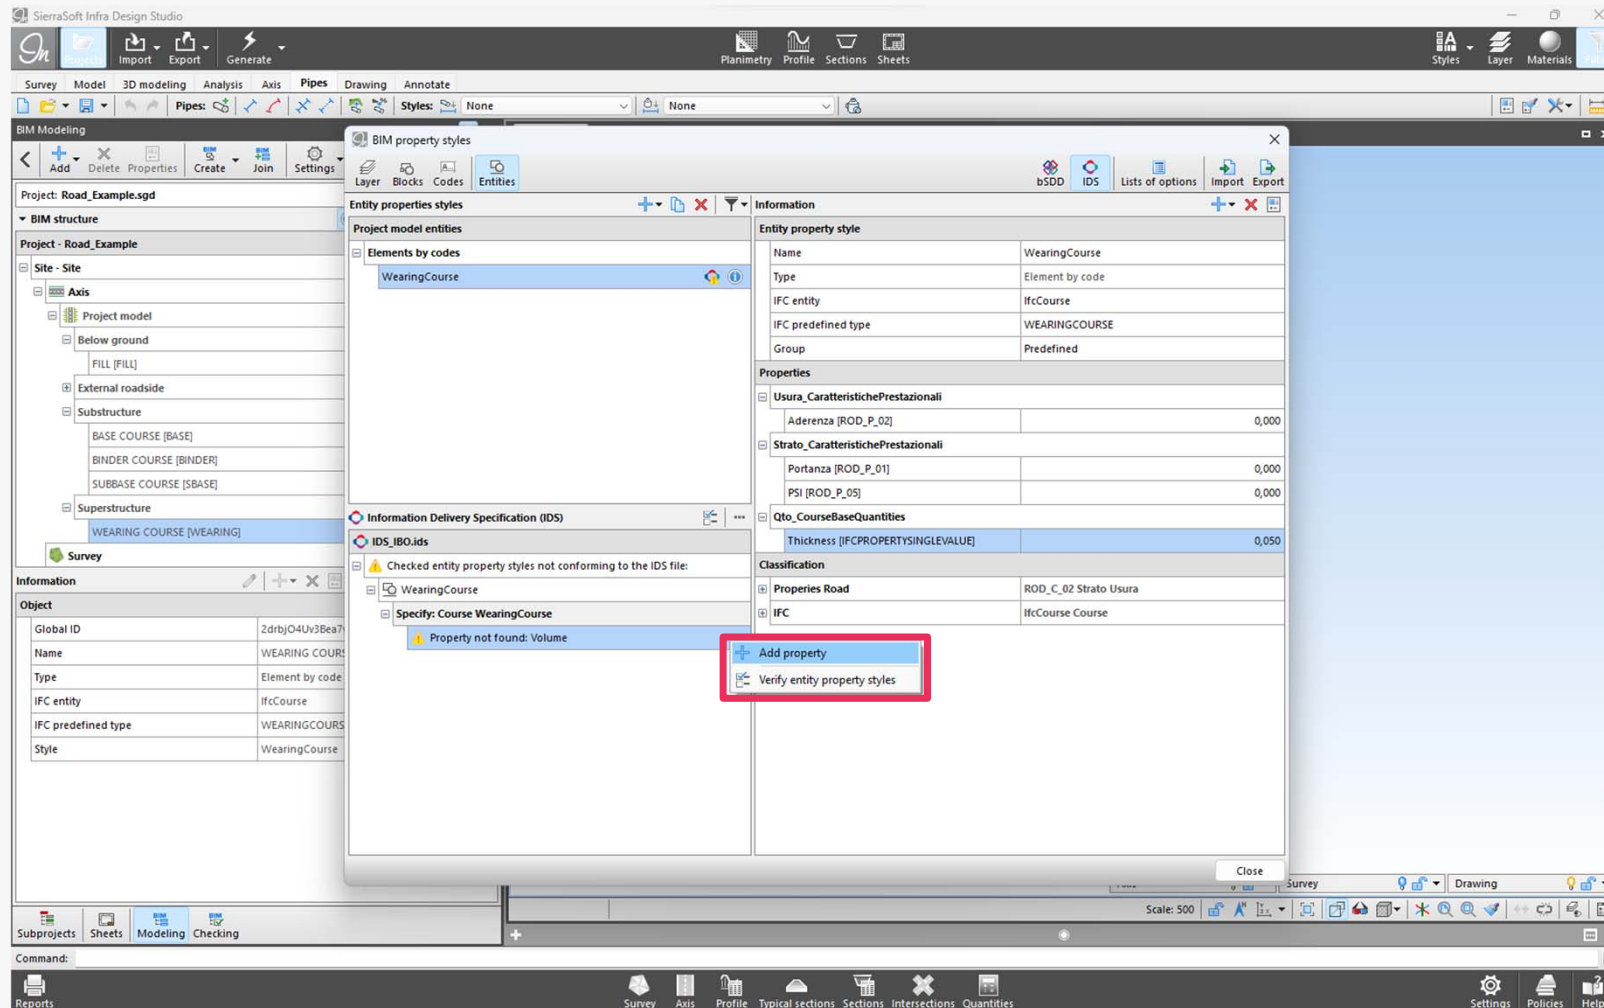 SierraSoft Infra Design Studio
Import Export Generate
Planimetry Profile Sections Sheets
Styles Layer Materials
Survey Model 3D modeling Analysis Axis Pipes Drawing Annotate
Pipes: Styles: None None
BIM Modeling
Add Delete Properties Create Join Settings
Project: Road_Example.sgd
BIM structure
Project - Road_Example
Site - Site
Axis
Project model
Below ground
FILL [FILL]
External roadside
Substructure
BASE COURSE [BASE]
BINDER COURSE [BINDER]
SUBBASE COURSE [SBASE]
Superstructure
WEARING COURSE [WEARING]
Survey
Information
Object
Global ID 2drbjO4Uv3Bea7
Name WEARING COURS
Type Element by code
IFC entity IfcCourse
IFC predefined type WEARINGCOURS
Style WearingCourse
BIM property styles
Layer Blocks Codes Entities
bSDD IDS Lists of options Import Export
Entity properties styles
Project model entities
Elements by codes
WearingCourse
Information Delivery Specification (IDS)
IDS_IBO.ids
Checked entity property styles not conforming to the IDS file:
WearingCourse
Specify: Course WearingCourse
Property not found: Volume
Add property
Verify entity property styles
Information
Entity property style
Name WearingCourse
Type Element by code
IFC entity IfcCourse
IFC predefined type WEARINGCOURSE
Group Predefined
Properties
Usura_CaratteristichePrestazionali
Aderenza [ROD_P_02] 0,000
Strato_CaratteristichePrestazionali
Portanza [ROD_P_01] 0,000
PSI [ROD_P_05] 0,000
Qto_CourseBaseQuantities
Thickness [IFCPROPERTYSINGLEVALUE] 0,050
Classification
Properies Road ROD_C_02 Strato Usura
IFC IfcCourse Course
Close
Survey Drawing
Scale: 500
Subprojects Sheets Modeling Checking
Command:
Reports
Survey Axis Profile Typical sections Sections Intersections Quantities
Settings Policies Help